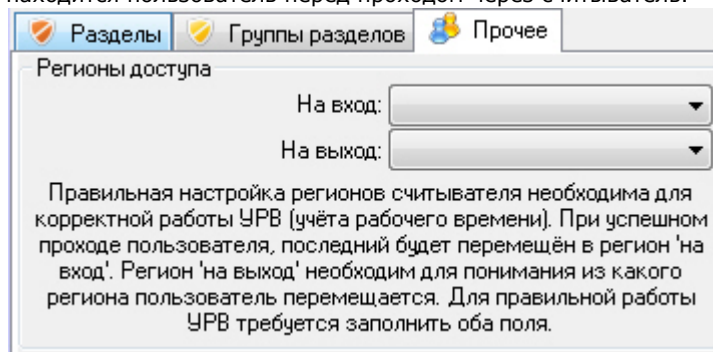 находится пользователь перед проходом через считыватель.
Разделы Группы разделов Прочее
Регионы доступа
На вход:
На выход:
Правильная настройка регионов считывателя необходима для
корректной работы УРВ (учёта рабочего времени). При успешном
проходе пользователя, последний будет перемещён в регион 'на
вход'. Регион 'на выход' необходим для понимания из какого
региона пользователь перемещается. Для правильной работы
УРВ требуется заполнить оба поля.